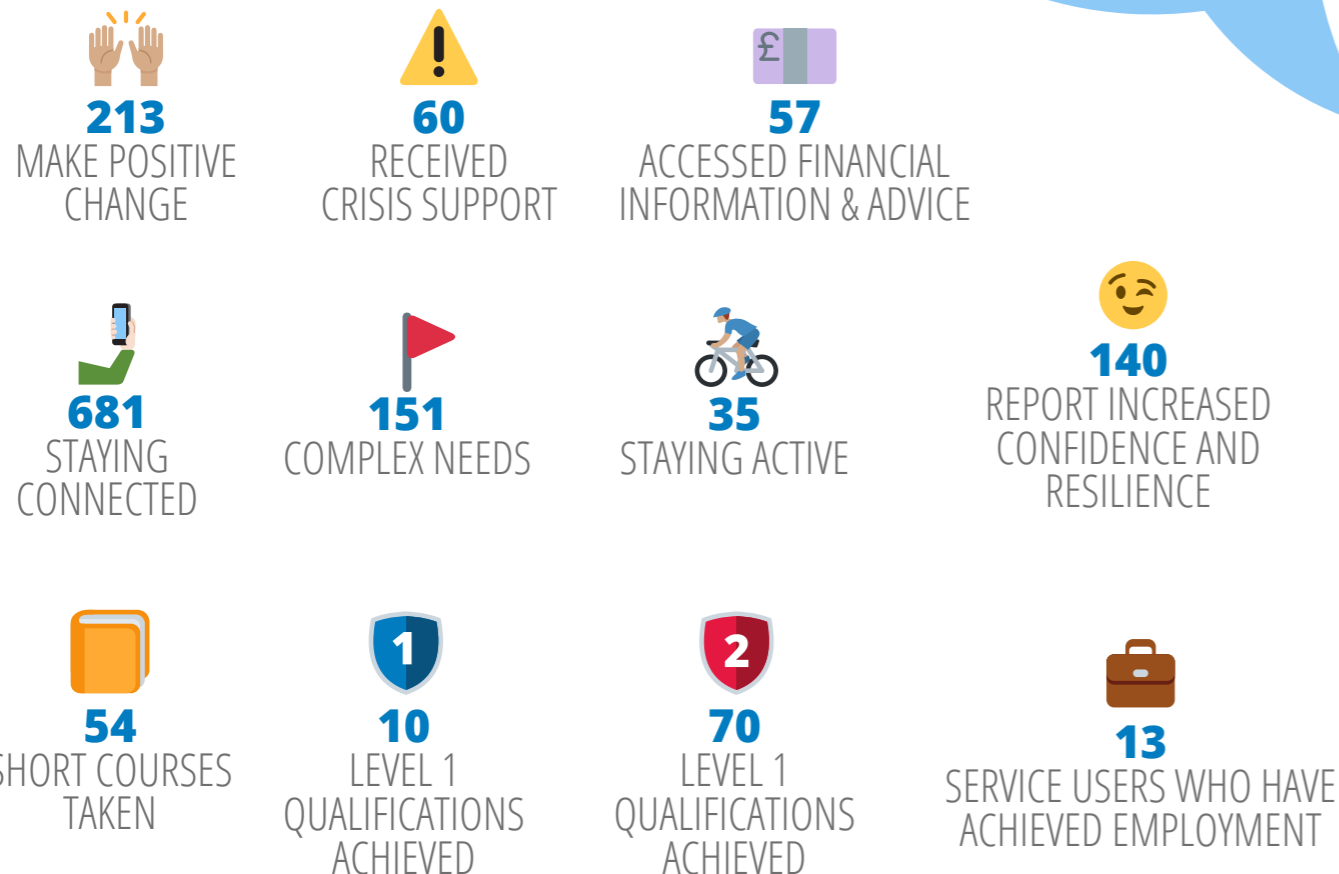 213
MAKE POSITIVE
CHANGE
60
RECEIVED
CRISIS SUPPORT
£
57
ACCESSED FINANCIAL
INFORMATION & ADVICE
681
STAYING
CONNECTED
151
COMPLEX NEEDS
35
STAYING ACTIVE
140
REPORT INCREASED
CONFIDENCE AND
RESILIENCE
54
SHORT COURSES
TAKEN
1
10
LEVEL 1
QUALIFICATIONS
ACHIEVED
2
70
LEVEL 1
QUALIFICATIONS
ACHIEVED
13
SERVICE USERS WHO HAVE
ACHIEVED EMPLOYMENT